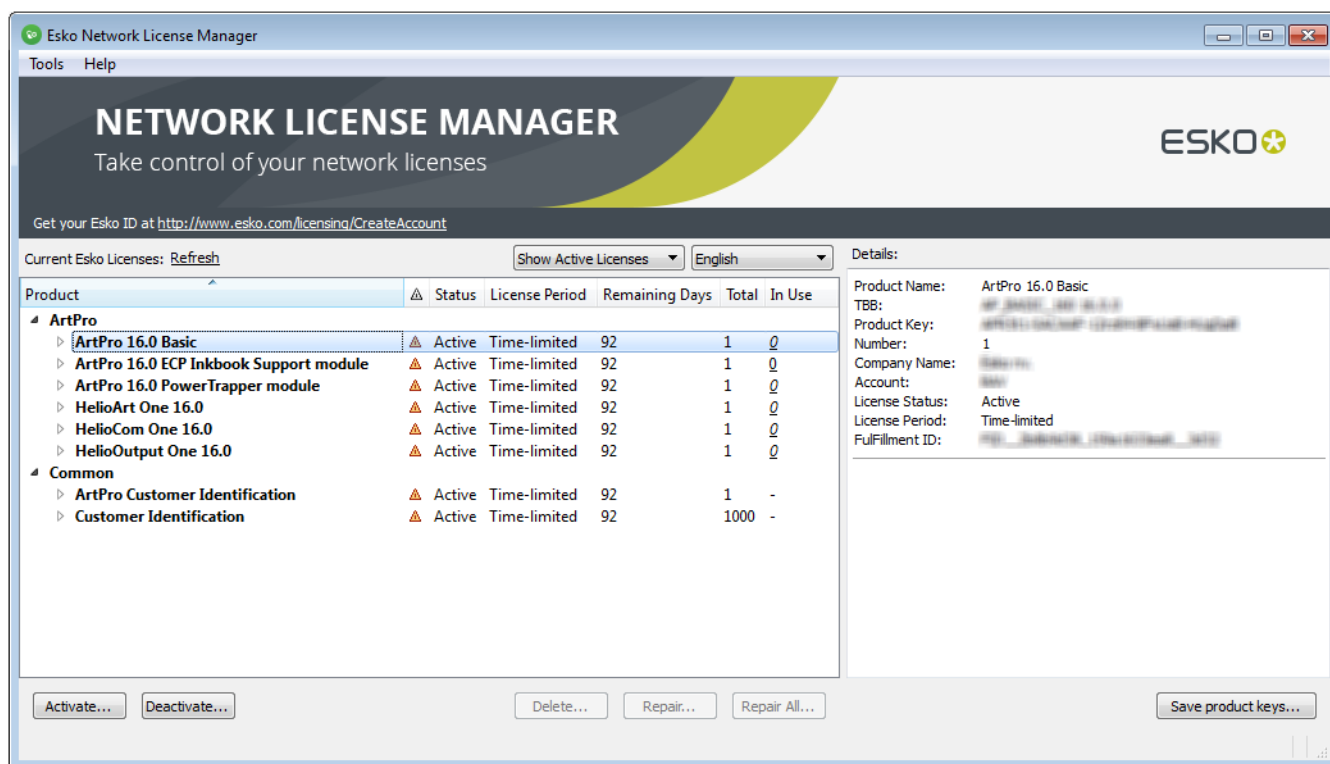 Esko Network License Manager
Tools Help
NETWORK LICENSE MANAGER
Take control of your network licenses
ESKO
Get your Esko ID at http://www.esko.com/licensing/CreateAccount
Current Esko Licenses: Refresh Show Active Licenses English
Product Status License Period Remaining Days Total In Use
ArtPro
ArtPro 16.0 Basic Active Time-limited 92 1 0
ArtPro 16.0 ECP Inkbook Support module Active Time-limited 92 1 0
ArtPro 16.0 PowerTrapper module Active Time-limited 92 1 0
HelioArt One 16.0 Active Time-limited 92 1 0
HelioCom One 16.0 Active Time-limited 92 1 0
HelioOutput One 16.0 Active Time-limited 92 1 0
Common
ArtPro Customer Identification Active Time-limited 92 1 -
Customer Identification Active Time-limited 92 1000 -
Details:
Product Name: ArtPro 16.0 Basic
TBB:
Product Key:
Number: 1
Company Name:
Account:
License Status: Active
License Period: Time-limited
FulFillment ID:
Activate... Deactivate... Delete... Repair... Repair All... Save product keys...